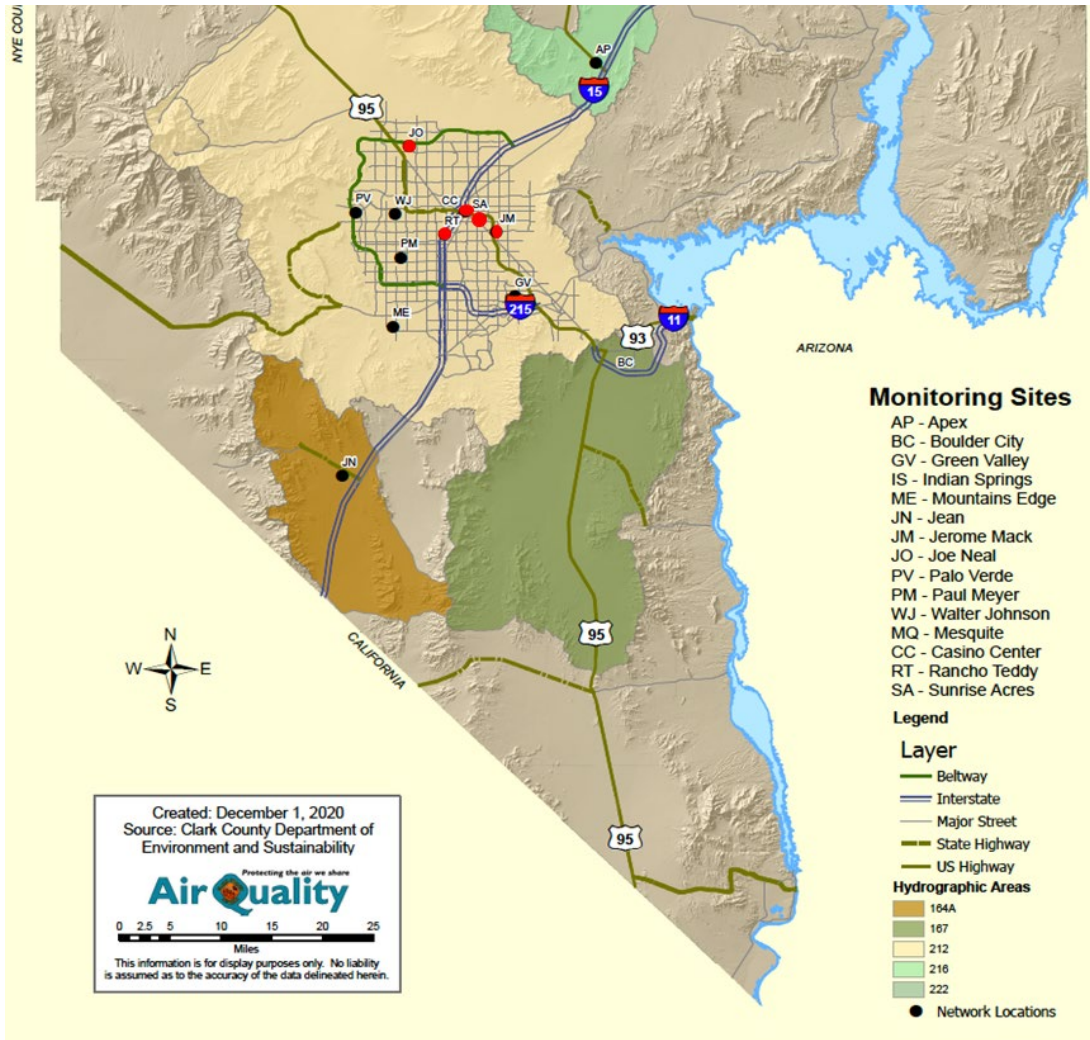 NYE COU
AP
15
95
JO
PV
WJ
CC
SA
JM
RT
PM
GV
215
ME
11
93
BC
ARIZONA
JN
Monitoring Sites
AP - Apex
BC - Boulder City
GV - Green Valley
IS - Indian Springs
ME - Mountains Edge
JN - Jean
JM - Jerome Mack
JO - Joe Neal
PV - Palo Verde
PM - Paul Meyer
WJ - Walter Johnson
MQ - Mesquite
CC - Casino Center
RT - Rancho Teddy
SA - Sunrise Acres
95
CALIFORNIA
N
W
E
S
Legend
Layer
Beltway
Interstate
Major Street
State Highway
US Highway
Hydrographic Areas
164A
167
212
216
222
Network Locations
95
Created: December 1, 2020
Source: Clark County Department of
Environment and Sustainability
Protecting the air we share
Air Quality
0 2.5 5 10 15 20 25
Miles
This information is for display purposes only. No liability
is assumed as to the accuracy of the data delineated herein.